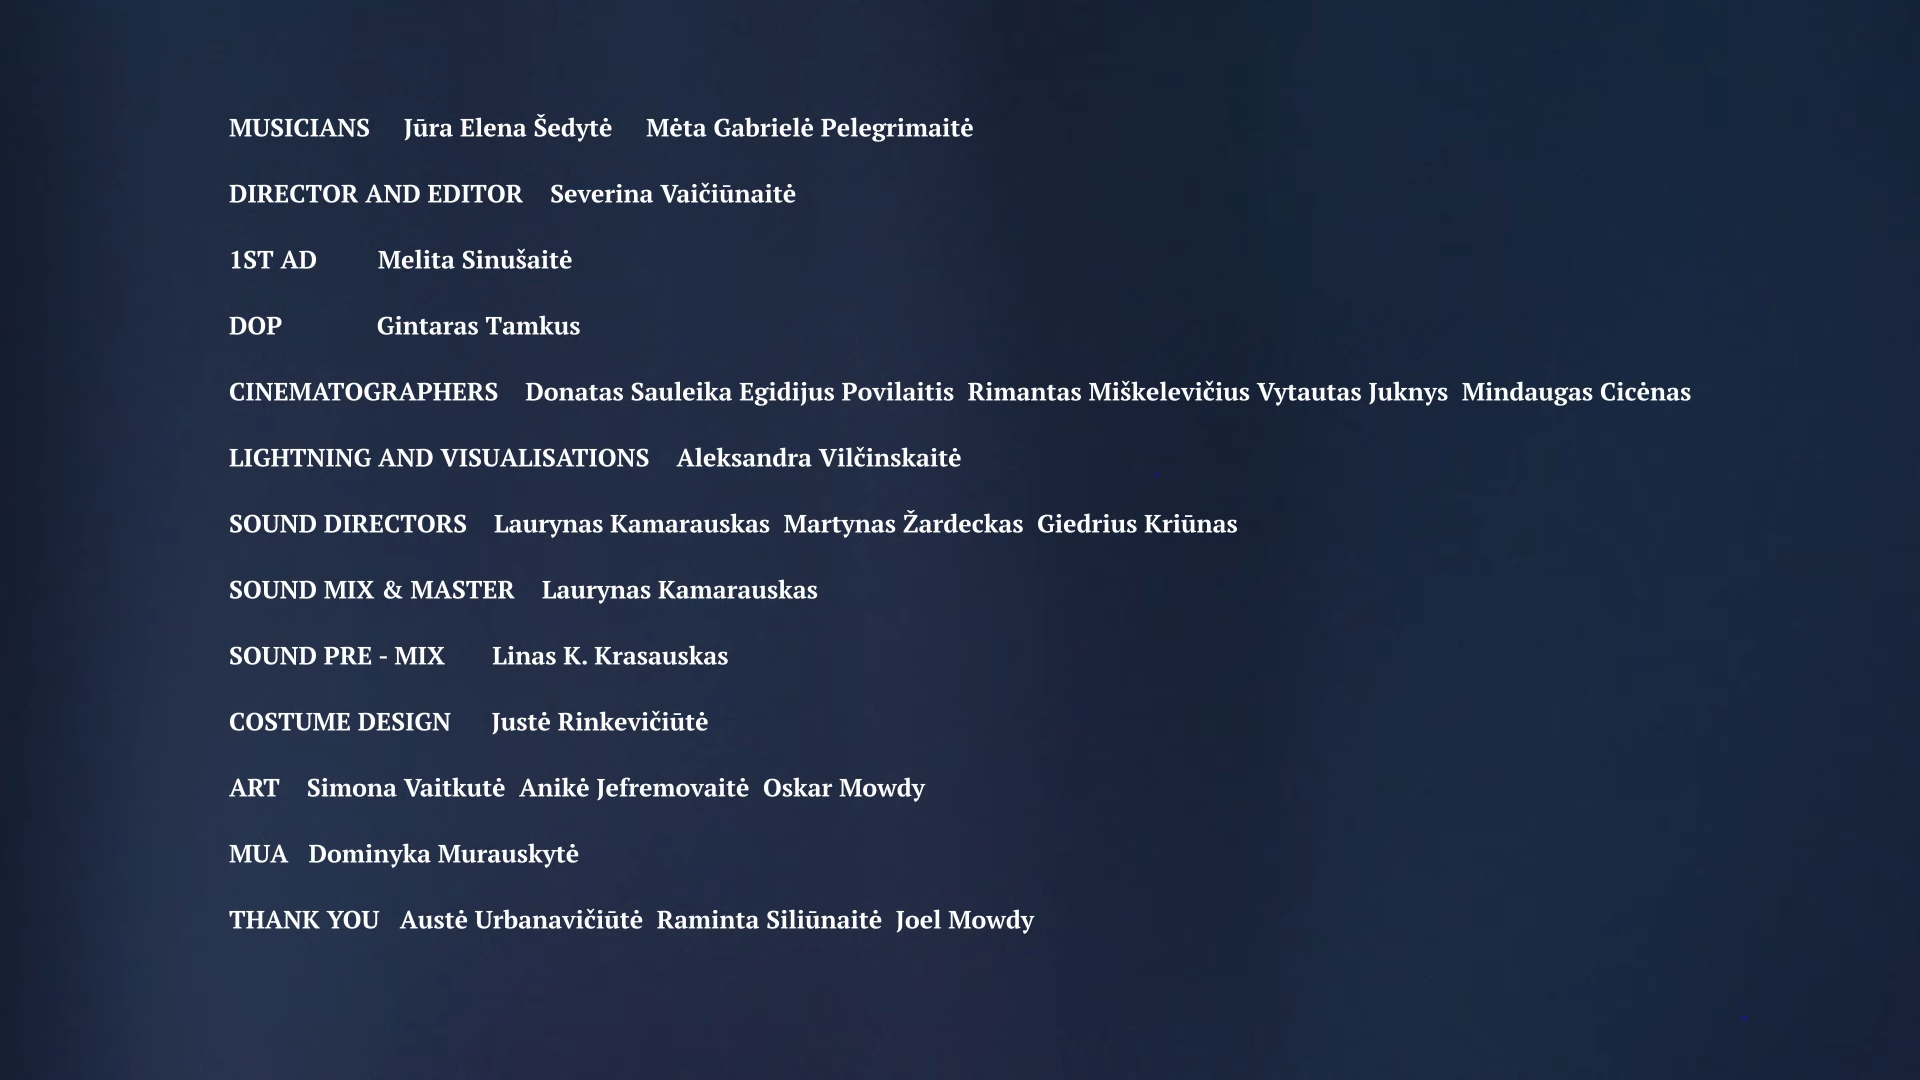 MUSICIANS Jūra Elena Šedytė Mėta Gabrielė Pelegrimaitė
DIRECTOR AND EDITOR Severina Vaičiūnaitė
1ST AD Melita Sinušaitė
DOP Gintaras Tamkus
CINEMATOGRAPHERS Donatas Sauleika Egidijus Povilaitis Rimantas Miškelevičius Vytautas Juknys Mindaugas Cicėnas
LIGHTNING AND VISUALISATIONS Aleksandra Vilčinskaitė
SOUND DIRECTORS Laurynas Kamarauskas Martynas Žardeckas Giedrius Kriūnas
SOUND MIX & MASTER Laurynas Kamarauskas
SOUND PRE - MIX Linas K. Krasauskas
COSTUME DESIGN Justė Rinkevičiūtė
ART Simona Vaitkutė Anikė Jefremovaitė Oskar Mowdy
MUA Dominyka Murauskytė
THANK YOU Austė Urbanavičiūtė Raminta Siliūnaitė Joel Mowdy